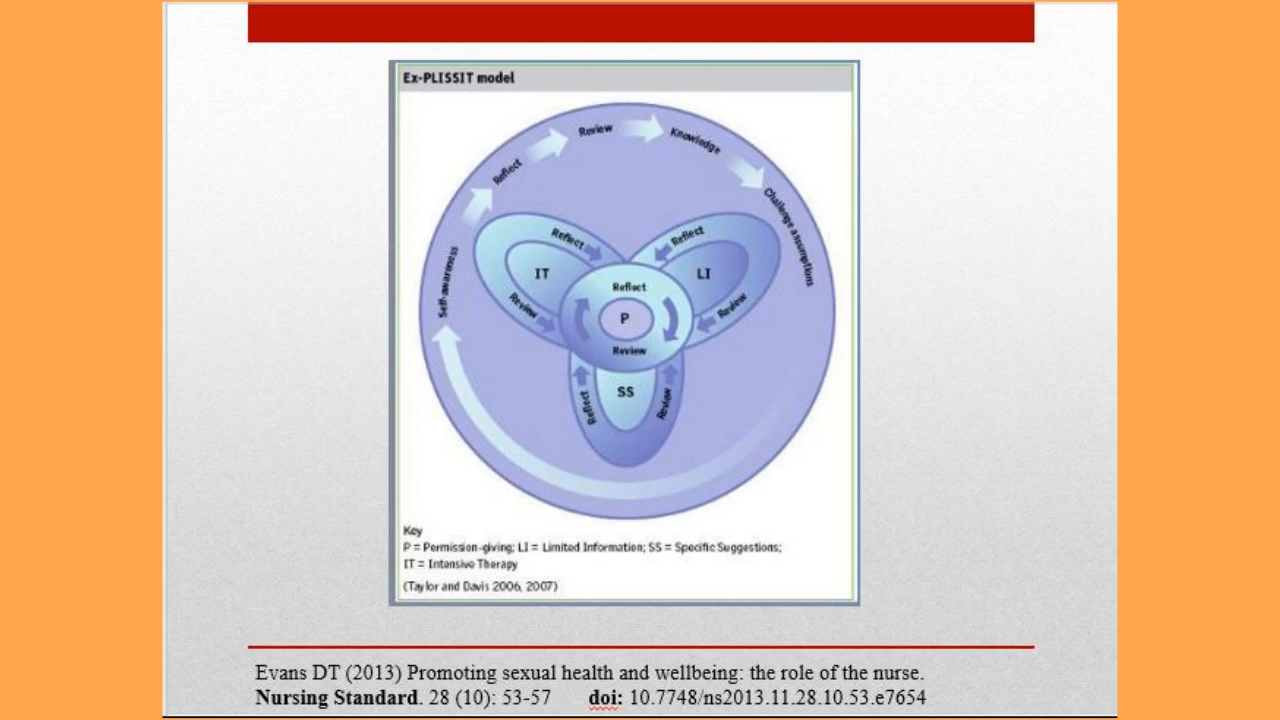 Ex-PLISSIT model
Self-awareness
Reflect
Review
Knowledge
Challenge assumptions
Reflect
IT
Review
Reflect
LI
Review
Reflect
P
Review
Reflect
SS
Review
Key
P = Permission-giving; LI = Limited Information; SS = Specific Suggestions;
IT = Intensive Therapy
(Taylor and Davis 2006, 2007)
Evans DT (2013) Promoting sexual health and wellbeing: the role of the nurse.
Nursing Standard. 28 (10): 53-57 doi: 10.7748/ns2013.11.28.10.53.e7654